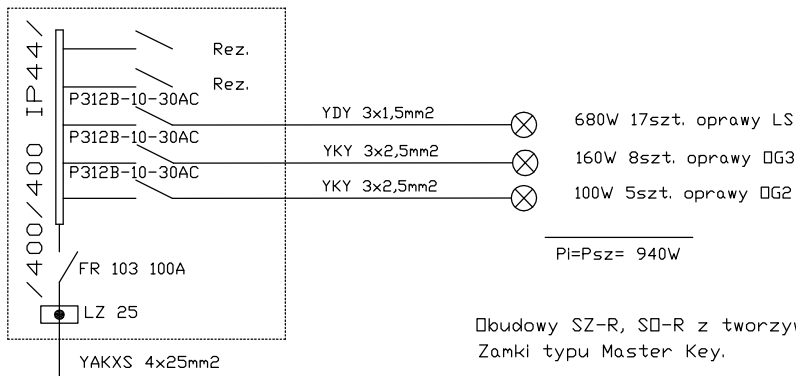 /400/400 IP44/
Rez.
Rez.
P312B-10-30AC
YDY 3x1,5mm2
680W 17szt. oprawy LS
P312B-10-30AC
YKY 3x2,5mm2
160W 8szt. oprawy OG3
P312B-10-30AC
YKY 3x2,5mm2
100W 5szt. oprawy OG2
PI=Psz= 940W
FR 103 100A
LZ 25
YAKXS 4x25mm2
Obudowy SZ-R, SO-R z tworzyw
Zamki typu Master Key.